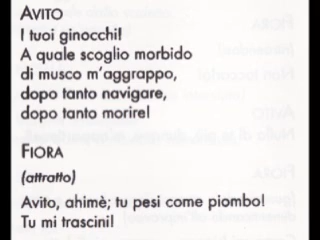 AVITO
I tuoi ginocchi!
A quale scoglio morbido
di musco m'aggrappo,
dopo tanto navigare,
dopo tanto morire!
FIORA
(attratto)
Avito, ahimè; tu pesi come piombo!
Tu mi trascini!